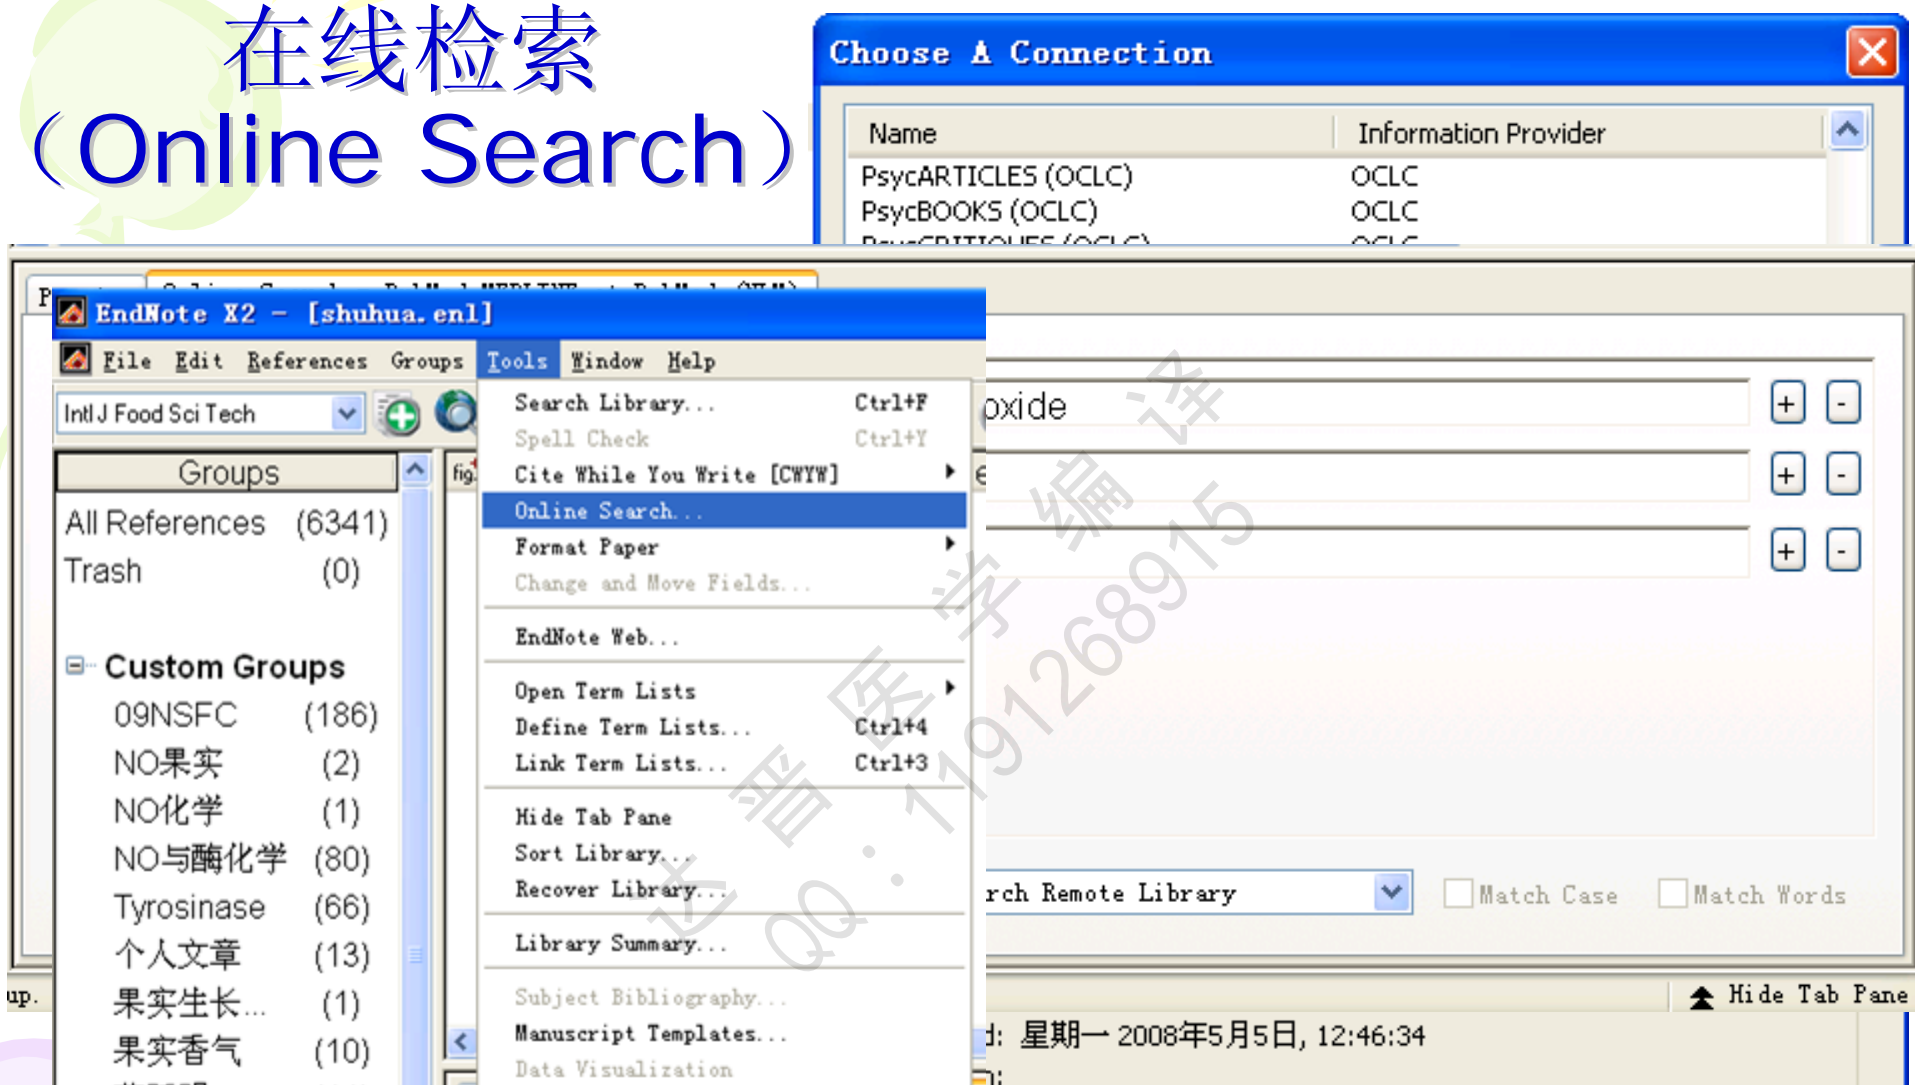 在线检索
（Online Search）
Choose A Connection
Name Information Provider
PsycARTICLES (OCLC) OCLC
PsycBOOKS (OCLC) OCLC
PsycCRITIQUES (OCLC) OCLC
EndNote X2 - [shuhua.enl]
File Edit References Groups Tools Window Help
Intl J Food Sci Tech
Groups
All References (6341)
Trash (0)
Custom Groups
09NSFC (186)
NO果实 (2)
NO化学 (1)
NO与酶化学 (80)
Tyrosinase (66)
个人文章 (13)
果实生长... (1)
果实香气 (10)
fig.
Search Library... Ctrl+F
Spell Check Ctrl+Y
Cite While You Write [CWYW]
Online Search...
Format Paper
Change and Move Fields...
EndNote Web...
Open Term Lists
Define Term Lists... Ctrl+4
Link Term Lists... Ctrl+3
Hide Tab Pane
Sort Library...
Recover Library...
Library Summary...
Subject Bibliography...
Manuscript Templates...
Data Visualization
oxide
+ -
+ -
+ -
rch Remote Library Match Case Match Words
up.
Hide Tab Pane
d: 星期一 2008年5月5日, 12:46:34
达晋医学编译
QQ：1191268915